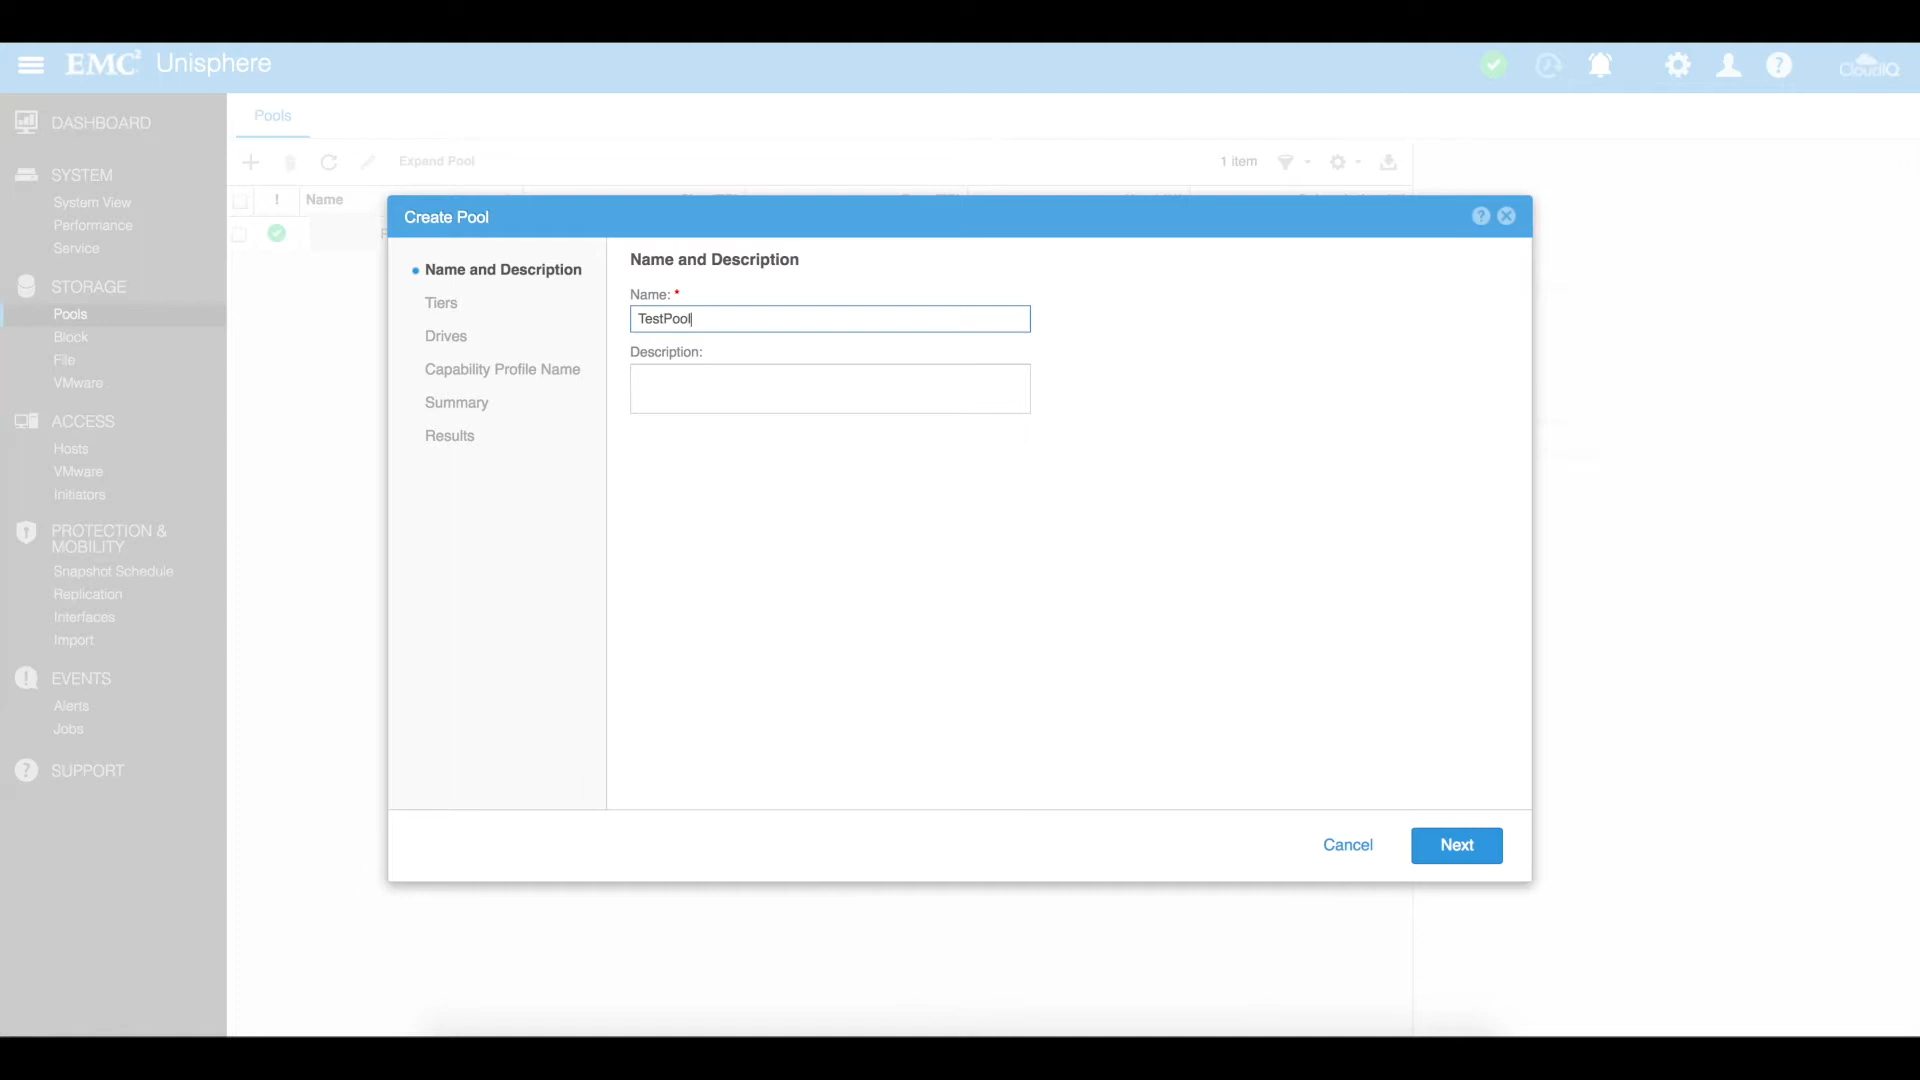 EMC² Unisphere
CloudIQ
DASHBOARD
SYSTEM
System View
Performance
Service
STORAGE
Pools
Block
File
VMware
ACCESS
Hosts
VMware
Initiators
PROTECTION &
MOBILITY
Snapshot Schedule
Replication
Interfaces
Import
EVENTS
Alerts
Jobs
SUPPORT
Pools
Expand Pool
1 item
! Name
Create Pool
Name and Description
Tiers
Drives
Capability Profile Name
Summary
Results
Name and Description
Name: *
TestPool
Description:
Cancel
Next